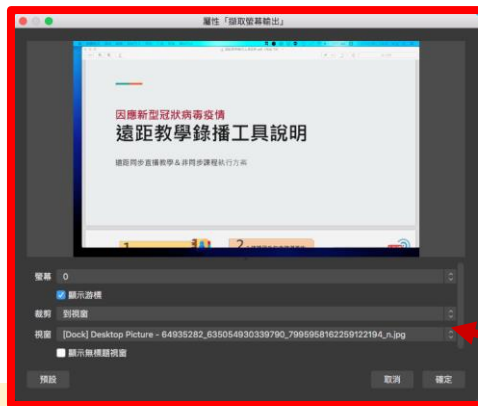 屬性「擷取螢幕輸出」
因應新型冠狀病毒疫情
遠距教學錄播工具說明
遠距同步直播教學&非同步課程執行方案
1
2
螢幕 0
顯示游標
裁剪 到視窗
視窗 [Dock] Desktop Picture - 64935282_635054930339790_7995958162259122194_n.jpg
顯示無標題視窗
預設 取消 確定